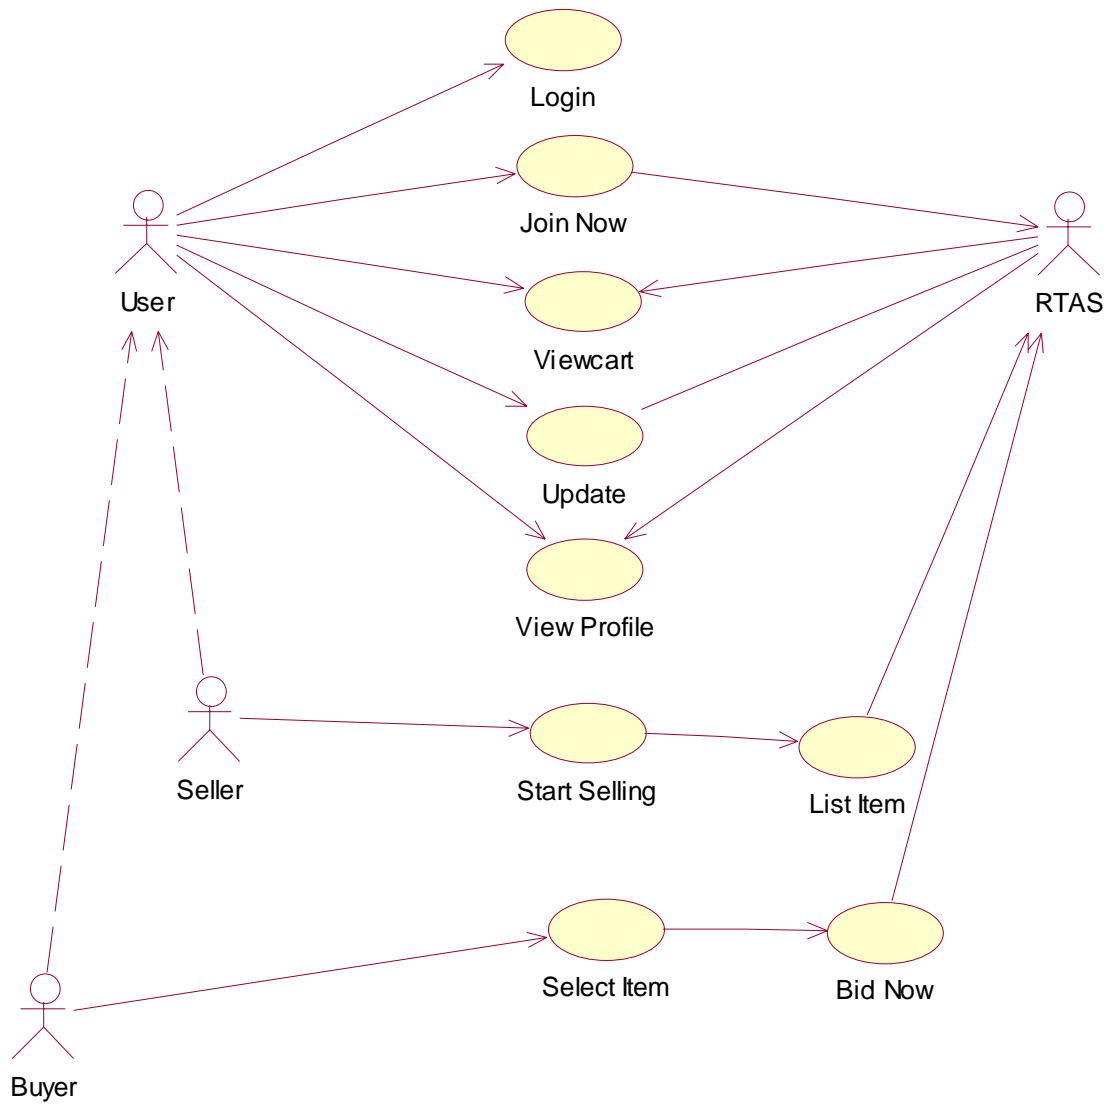 Login
Join Now
User
RTAS
Viewcart
Update
View Profile
Seller
Start Selling
List Item
Select Item
Bid Now
Buyer